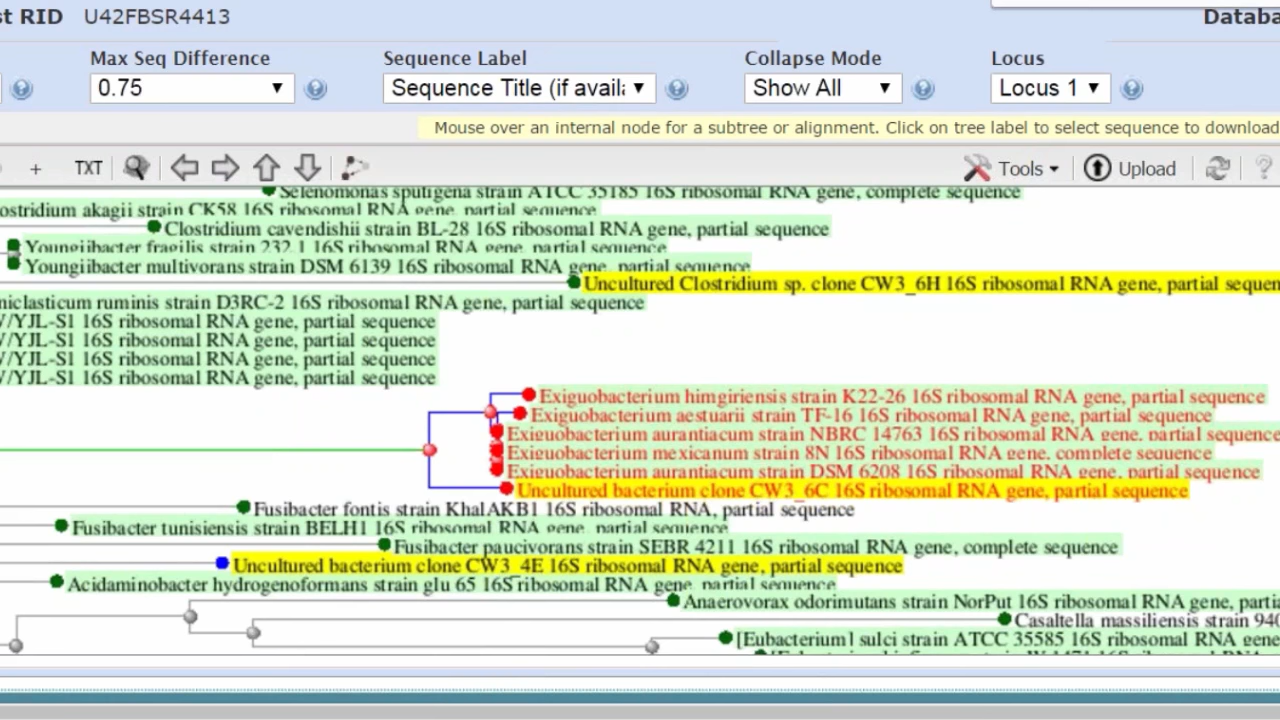 st RID U42FBSR4413 Databa
Max Seq Difference Sequence Label Collapse Mode Locus
0.75 Sequence Title (if availa Show All Locus 1
Mouse over an internal node for a subtree or alignment. Click on tree label to select sequence to download
+ TXT Tools Upload
Selenomonas sputigena strain ATCC 35185 16S ribosomal RNA gene, complete sequence
ostridium akagii strain CK58 16S ribosomal RNA gene, partial sequence
Clostridium cavendishii strain BL-28 16S ribosomal RNA gene, partial sequence
Youngiibacter fragilis strain 232.1 16S ribosomal RNA gene, partial sequence
Youngiibacter multivorans strain DSM 6139 16S ribosomal RNA gene, partial sequence
Uncultured Clostridium sp. clone CW3_6H 16S ribosomal RNA gene, partial sequen
niclasticum ruminis strain D3RC-2 16S ribosomal RNA gene, partial sequence
V/YJL-S1 16S ribosomal RNA gene, partial sequence
V/YJL-S1 16S ribosomal RNA gene, partial sequence
V/YJL-S1 16S ribosomal RNA gene, partial sequence
V/YJL-S1 16S ribosomal RNA gene, partial sequence
Exiguobacterium himgiriensis strain K22-26 16S ribosomal RNA gene, partial sequence
Exiguobacterium aestuarii strain TF-16 16S ribosomal RNA gene, partial sequence
Exiguobacterium aurantiacum strain NBRC 14763 16S ribosomal RNA gene, partial sequence
Exiguobacterium mexicanum strain 8N 16S ribosomal RNA gene, complete sequence
Exiguobacterium aurantiacum strain DSM 6208 16S ribosomal RNA gene, partial sequence
Uncultured bacterium clone CW3_6C 16S ribosomal RNA gene, partial sequence
Fusibacter fontis strain KhalAKB1 16S ribosomal RNA, partial sequence
Fusibacter tunisiensis strain BELH1 16S ribosomal RNA gene, partial sequence
Fusibacter paucivorans strain SEBR 4211 16S ribosomal RNA gene, complete sequence
Uncultured bacterium clone CW3_4E 16S ribosomal RNA gene, partial sequence
Acidaminobacter hydrogenoformans strain glu 65 16S ribosomal RNA gene, partial sequence
Anaerovorax odorimutans strain NorPut 16S ribosomal RNA gene, partia
Casaltella massiliensis strain 940
[Eubacterium] sulci strain ATCC 35585 16S ribosomal RNA gene